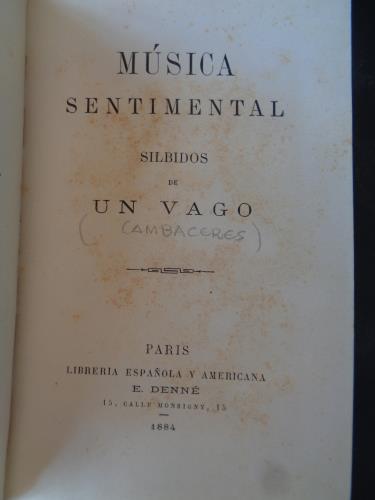 MÚSICA
SENTIMENTAL
SILBIDOS
DE
UN VAGO
(CAMBACERES)
PARIS
LIBRERIA ESPAÑOLA Y AMERICANA
E. DENNÉ
15, CALLE MONSIGNY, 15
1884